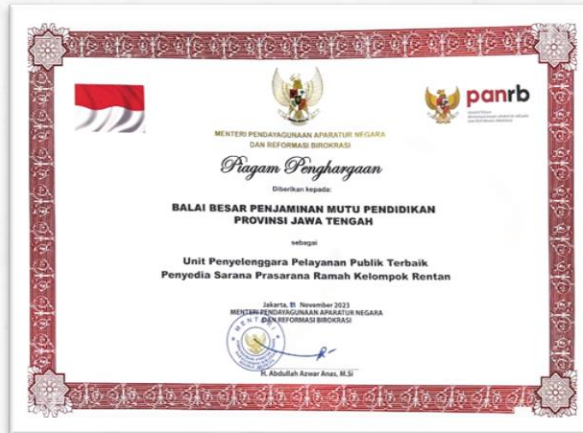 panrb
MENTERI PENDAYAGUNAAN APARATUR NEGARA
DAN REFORMASI BIROKRASI
Piagam Penghargaan
Diberikan kepada:
BALAI BESAR PENJAMINAN MUTU PENDIDIKAN
PROVINSI JAWA TENGAH
sebagai
Unit Penyelenggara Pelayanan Publik Terbaik
Penyedia Sarana Prasarana Ramah Kelompok Rentan
Jakarta, November 2023
MENTERI PENDAYAGUNAAN APARATUR NEGARA
DAN REFORMASI BIROKRASI
MENTERI
H. Abdullah Azwar Anas, M.Si